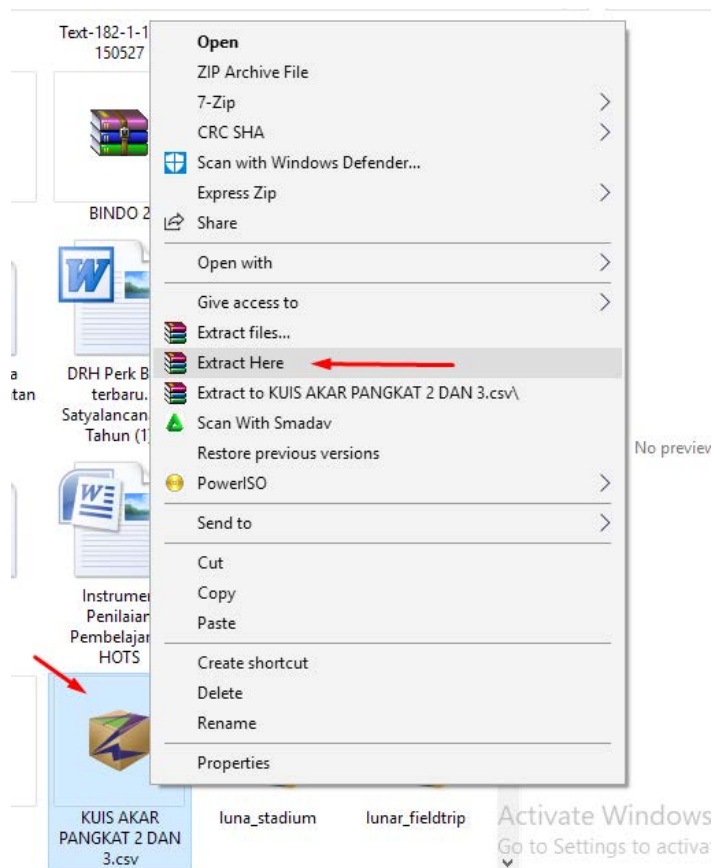 Text-182-1-1
150527
BINDO 2
DRH Perk B
terbaru.
Satyalancan
Tahun (1)
Instrumen
Penilaian
Pembelajar
HOTS
KUIS AKAR
PANGKAT 2 DAN
3.csv
luna_stadium
lunar_fieldtrip
a
tan
Open
ZIP Archive File
7-Zip
CRC SHA
Scan with Windows Defender...
Express Zip
Share
Open with
Give access to
Extract files...
Extract Here
Extract to KUIS AKAR PANGKAT 2 DAN 3.csv\
Scan With Smadav
Restore previous versions
PowerISO
Send to
Cut
Copy
Paste
Create shortcut
Delete
Rename
Properties
No preview
Activate Windows
Go to Settings to activa